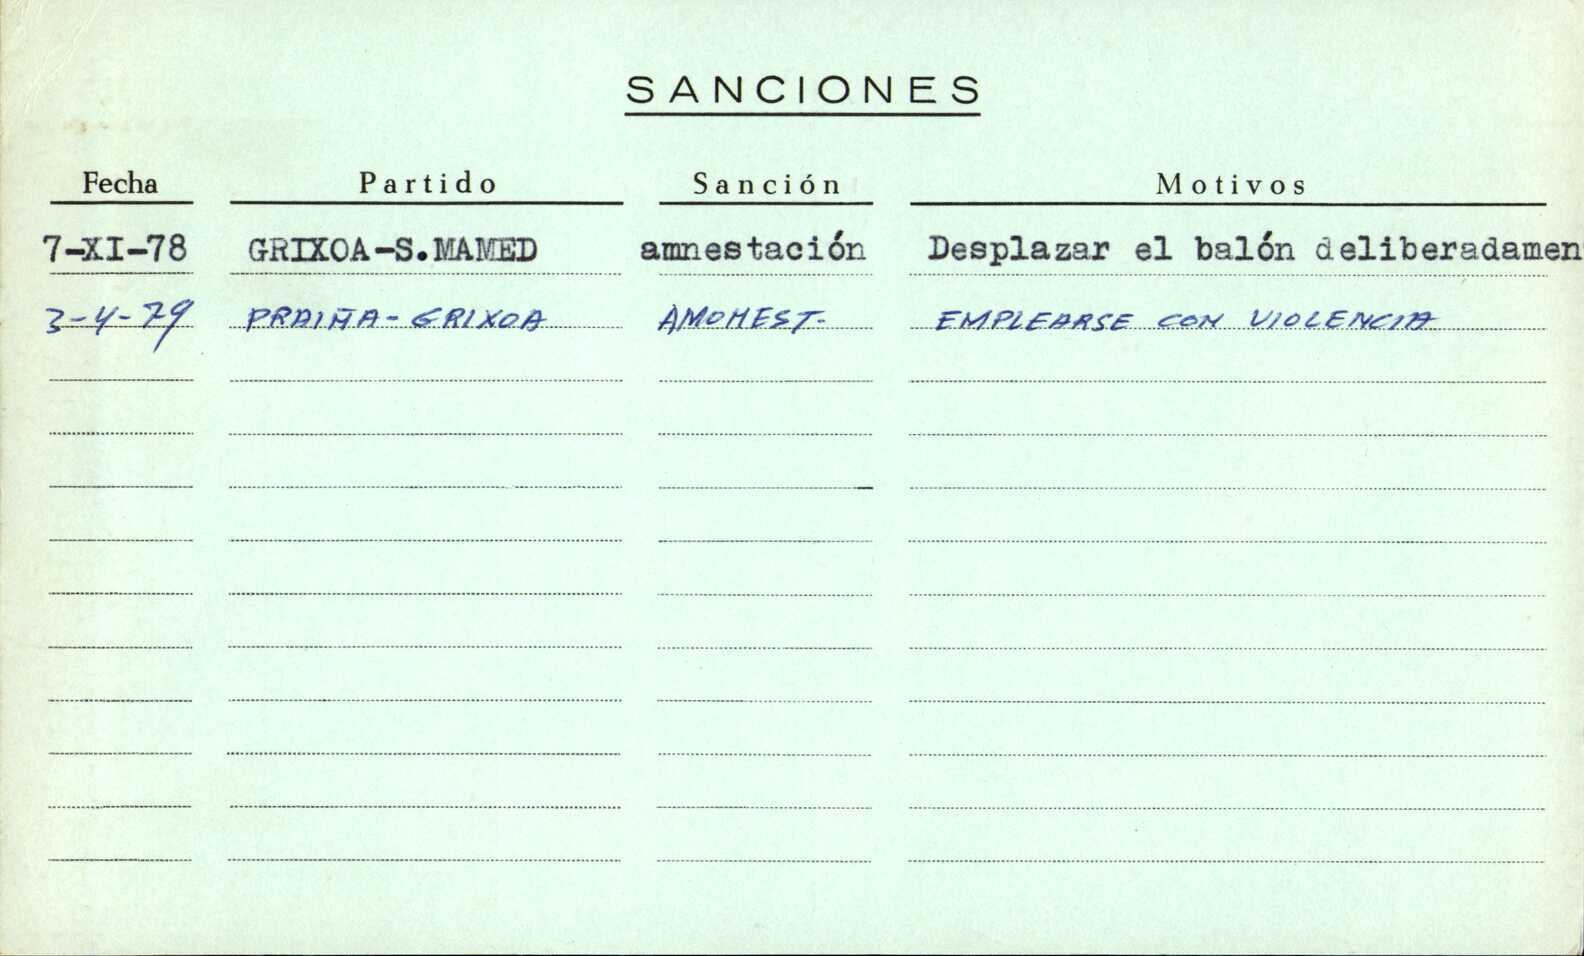 SANCIONES
Fecha Partido Sanción Motivos
7-XI-78 GRIXOA-S.MAMED amnestación Desplazar el balón deliberadamen
3-4-79 PRAIÑA-GRIXOA AMONEST. EMPLEARSE CON VIOLENCIA